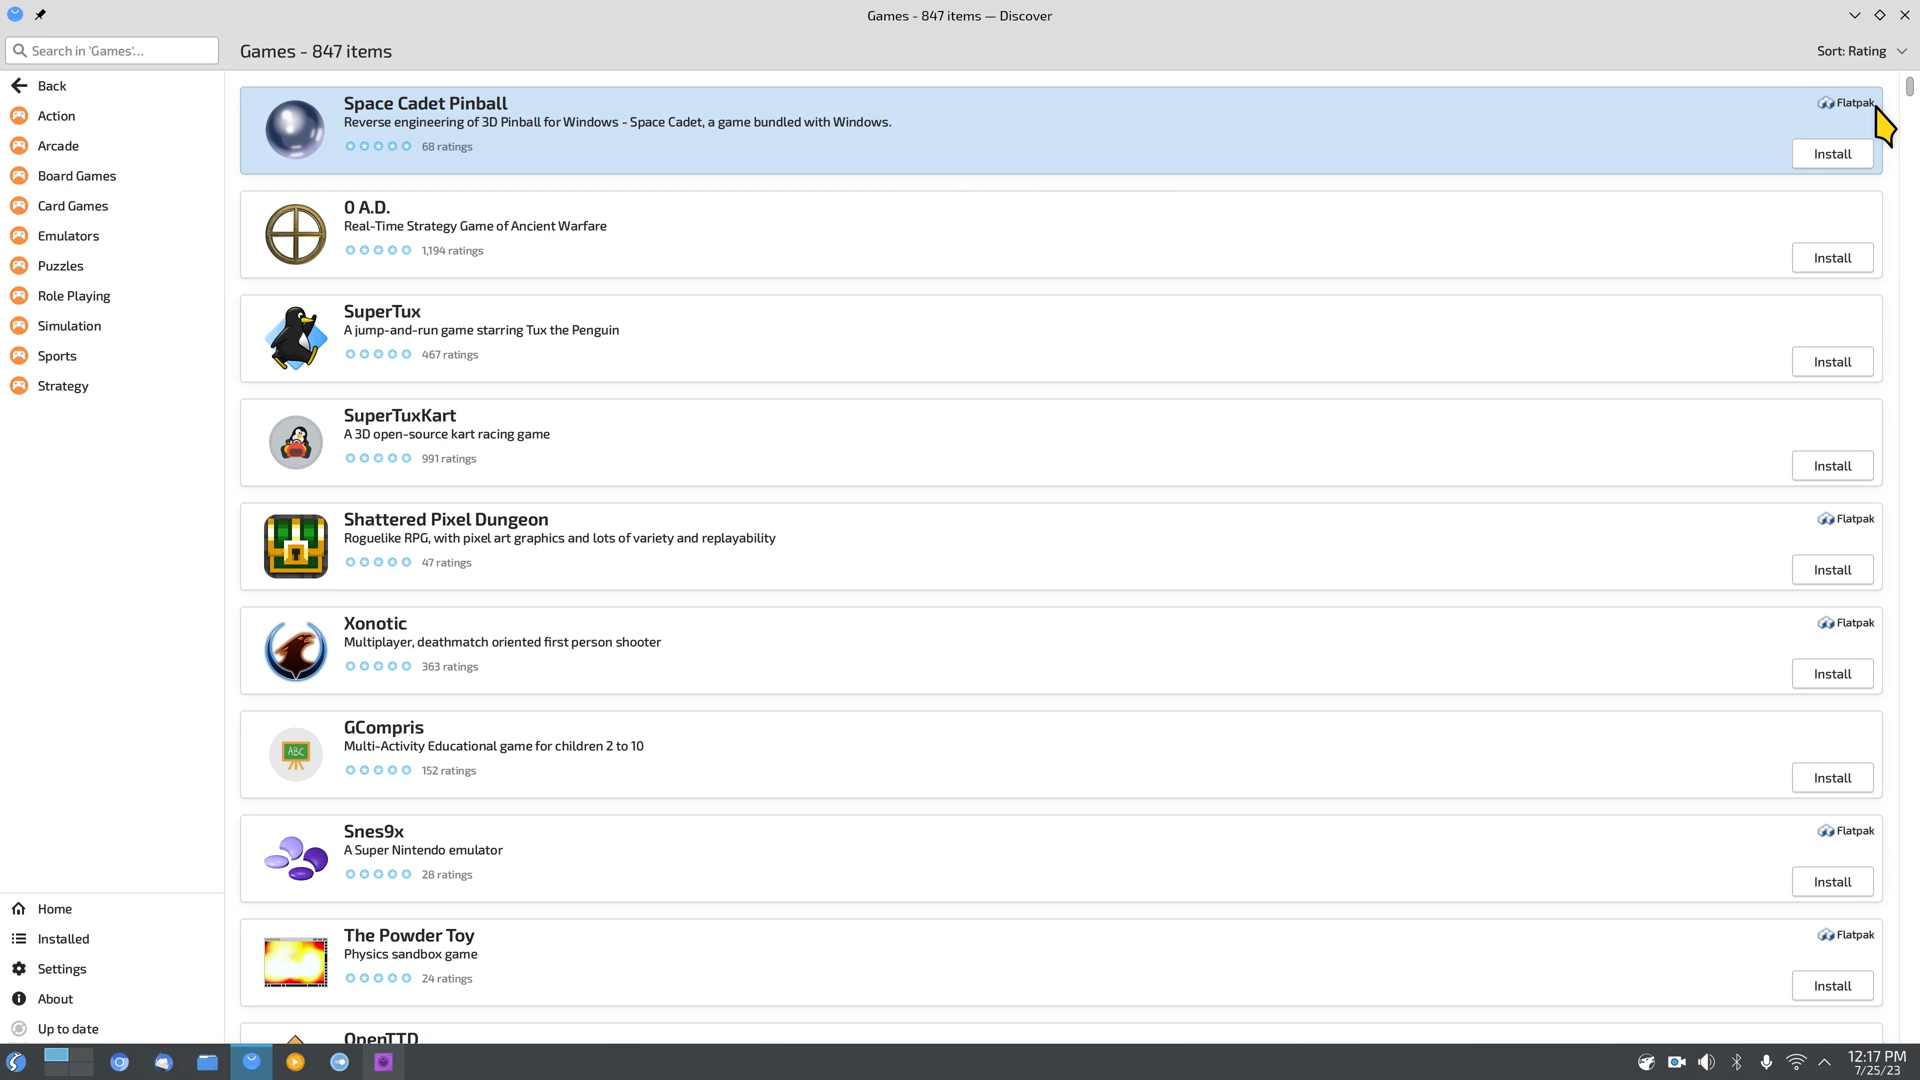 Games - 847 items — Discover
Search in 'Games'...
Games - 847 items
Sort: Rating
Back
Action
Arcade
Board Games
Card Games
Emulators
Puzzles
Role Playing
Simulation
Sports
Strategy
Space Cadet Pinball
Flatpak
Reverse engineering of 3D Pinball for Windows - Space Cadet, a game bundled with Windows.
68 ratings
Install
0 A.D.
Real-Time Strategy Game of Ancient Warfare
1,194 ratings
Install
SuperTux
A jump-and-run game starring Tux the Penguin
467 ratings
Install
SuperTuxKart
A 3D open-source kart racing game
991 ratings
Install
Shattered Pixel Dungeon
Flatpak
Roguelike RPG, with pixel art graphics and lots of variety and replayability
47 ratings
Install
Xonotic
Flatpak
Multiplayer, deathmatch oriented first person shooter
363 ratings
Install
ABC
GCompris
Multi-Activity Educational game for children 2 to 10
152 ratings
Install
Snes9x
Flatpak
A Super Nintendo emulator
28 ratings
Install
The Powder Toy
Flatpak
Physics sandbox game
24 ratings
Install
OpenTTD
Home
Installed
Settings
About
Up to date
12:17 PM
7/25/23